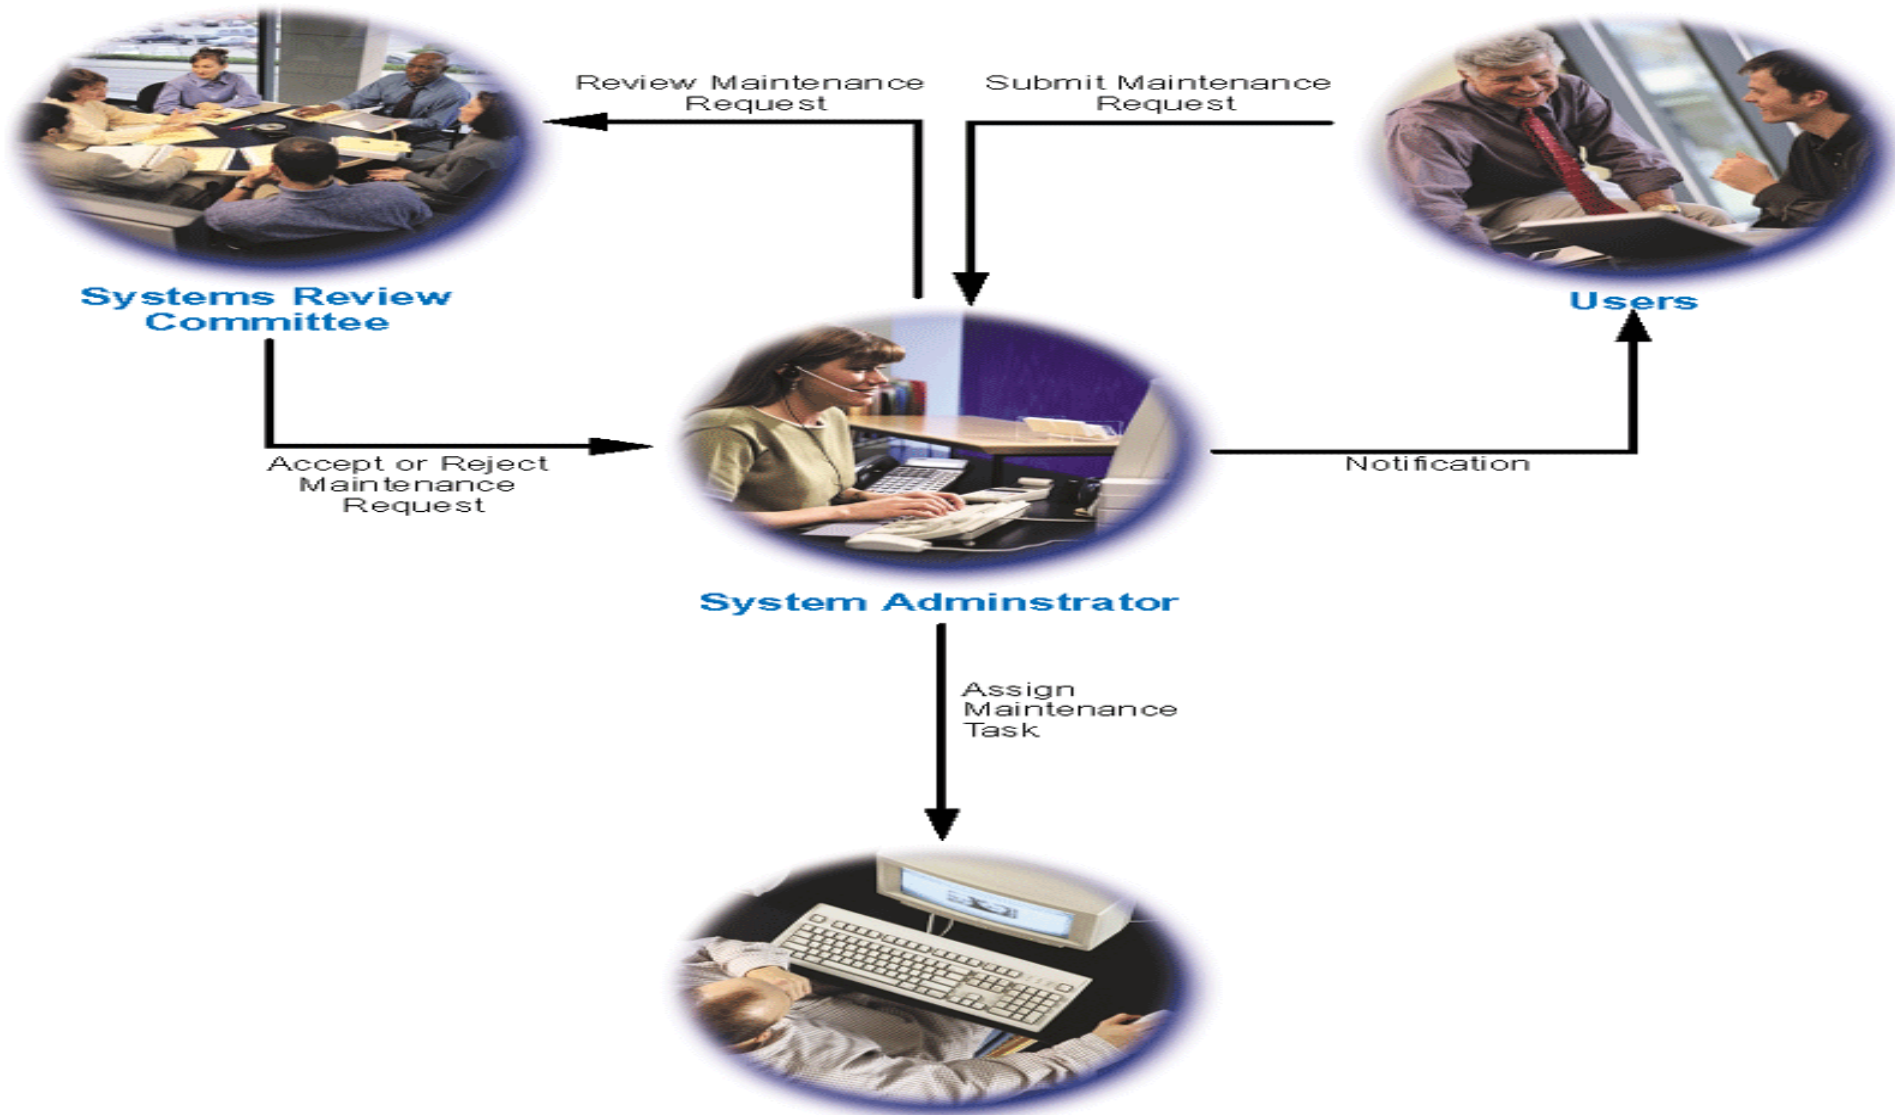 Review Maintenance
Request
Submit Maintenance
Request
Systems Review
Committee
Users
Accept or Reject
Maintenance
Request
Notification
System Adminstrator
Assign
Maintenance
Task